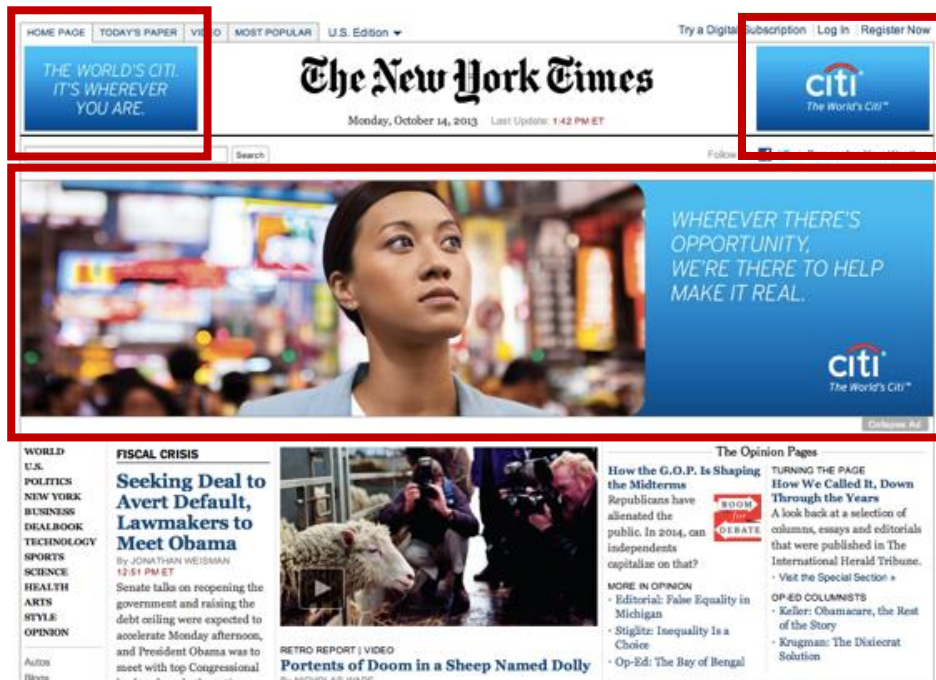 HOME PAGE TODAY'S PAPER VIDEO MOST POPULAR U.S. Edition
Try a Digital Subscription Log In Register Now
THE WORLD'S CITI.
IT'S WHEREVER
YOU ARE.
The New York Times
Monday, October 14, 2013 Last Update: 1:42 PM ET
citi
The World's Citi℠
Search
Follow
WHEREVER THERE'S
OPPORTUNITY,
WE'RE THERE TO HELP
MAKE IT REAL.
citi
The World's Citi℠
Collapse Ad
WORLD
U.S.
POLITICS
NEW YORK
BUSINESS
DEALBOOK
TECHNOLOGY
SPORTS
SCIENCE
HEALTH
ARTS
STYLE
OPINION
Autos
Blogs
FISCAL CRISIS
Seeking Deal to
Avert Default,
Lawmakers to
Meet Obama
By JONATHAN WEISMAN
12:51 PM ET
Senate talks on reopening the
government and raising the
debt ceiling were expected to
accelerate Monday afternoon,
and President Obama was to
meet with top Congressional
RETRO REPORT | VIDEO
Portents of Doom in a Sheep Named Dolly
By NICHOLAS WADE
The Opinion Pages
How the G.O.P. Is Shaping
the Midterms
Republicans have
alienated the
public. In 2014, can
independents
capitalize on that?
ROOM
for
DEBATE
MORE IN OPINION
· Editorial: False Equality in
Michigan
· Stiglitz: Inequality Is a
Choice
· Op-Ed: The Bay of Bengal
TURNING THE PAGE
How We Called It, Down
Through the Years
A look back at a selection of
columns, essays and editorials
that were published in The
International Herald Tribune.
· Visit the Special Section »
OP-ED COLUMNISTS
· Keller: Obamacare, the Rest
of the Story
· Krugman: The Dixiecrat
Solution